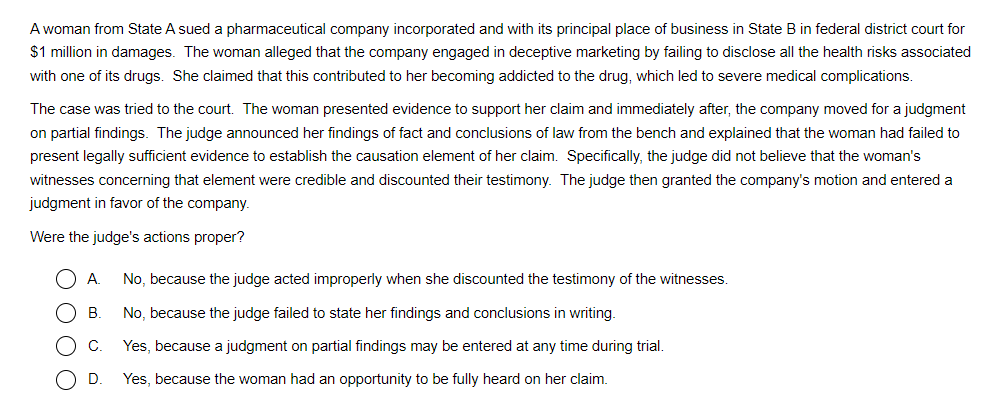 A woman from State A sued a pharmaceutical company incorporated and with its principal place of business in State B in federal district court for
$1 million in damages.  The woman alleged that the company engaged in deceptive marketing by failing to disclose all the health risks associated
with one of its drugs.  She claimed that this contributed to her becoming addicted to the drug, which led to severe medical complications.
The case was tried to the court.  The woman presented evidence to support her claim and immediately after, the company moved for a judgment
on partial findings.  The judge announced her findings of fact and conclusions of law from the bench and explained that the woman had failed to
present legally sufficient evidence to establish the causation element of her claim.  Specifically, the judge did not believe that the woman's
witnesses concerning that element were credible and discounted their testimony.  The judge then granted the company's motion and entered a
judgment in favor of the company.
Were the judge's actions proper?
A. No, because the judge acted improperly when she discounted the testimony of the witnesses.
B. No, because the judge failed to state her findings and conclusions in writing.
C. Yes, because a judgment on partial findings may be entered at any time during trial.
D. Yes, because the woman had an opportunity to be fully heard on her claim.